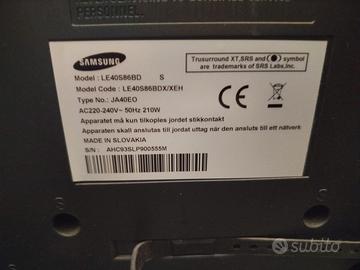 PERSONNEL.
SAMSUNG
Trusurround XT, SRS and (●) symbol
are trademarks of SRS Labs, Inc.
Model : LE40S86BD S
Model Code : LE40S86BDX/XEH
Type No.: JA40EO
AC220-240V~ 50Hz 210W
Apparatet må kun tilkoples jordet stikkontakt
Apparaten skall anslutas till jordat uttag när den ansluts till ett nätverk
MADE IN SLOVAKIA
S/N : AHC93SLP900555M
subito